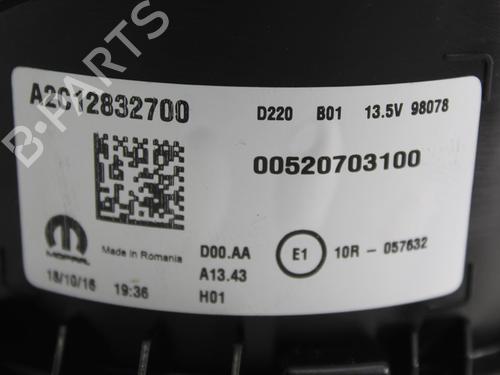 B-PARTS
A2C12832700
D220 B01 13.5V 98078
00520703100
MOPAR
Made in Romania
D00.AA
E1
10R - 057632
18/10/16 19:36
A13.43
H01